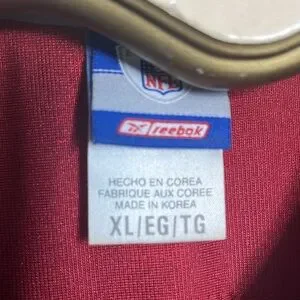 NFL
Reebok
HECHO EN COREA
FABRIQUE AUX COREE
MADE IN KOREA
XL/EG/TG